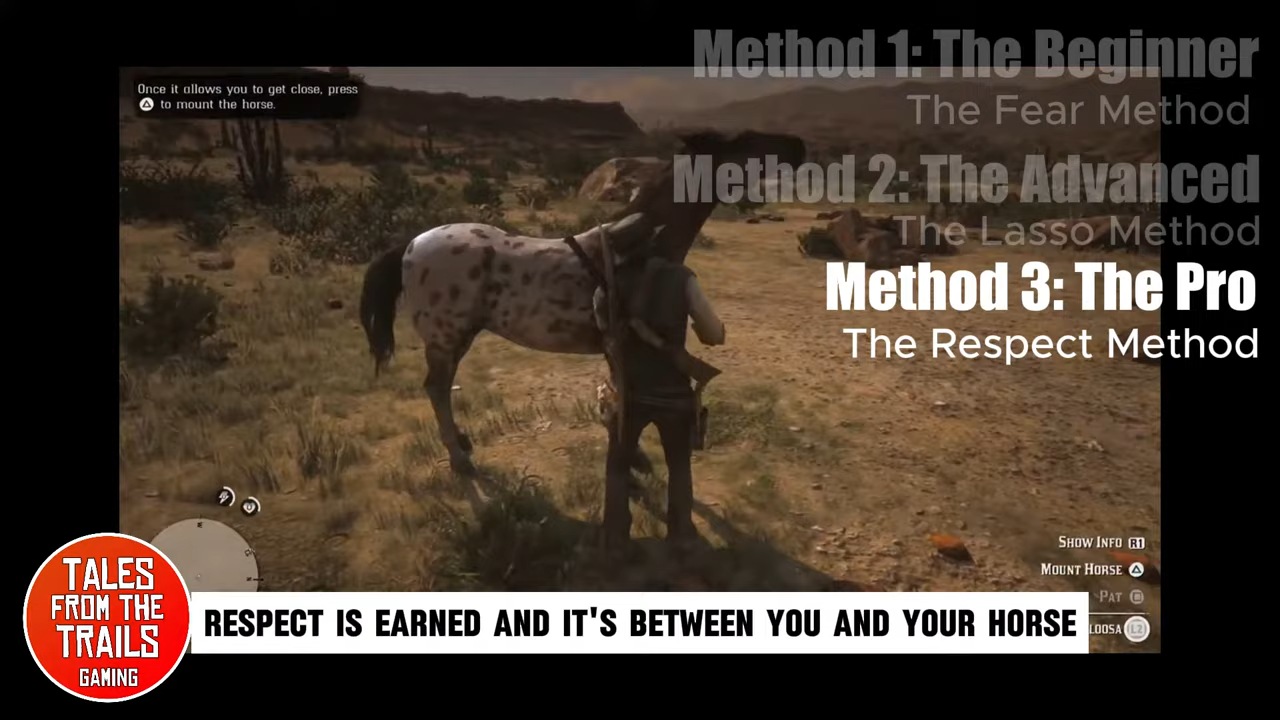 Method 1: The Beginner
The Fear Method
Once it allows you to get close, press
to mount the horse.
Method 2: The Advanced
The Lasso Method
Method 3: The Pro
The Respect Method
SHOW INFO R1
MOUNT HORSE
PAT
LOOSA L2
TALES
FROM THE
TRAILS
GAMING
RESPECT IS EARNED AND IT'S BETWEEN YOU AND YOUR HORSE